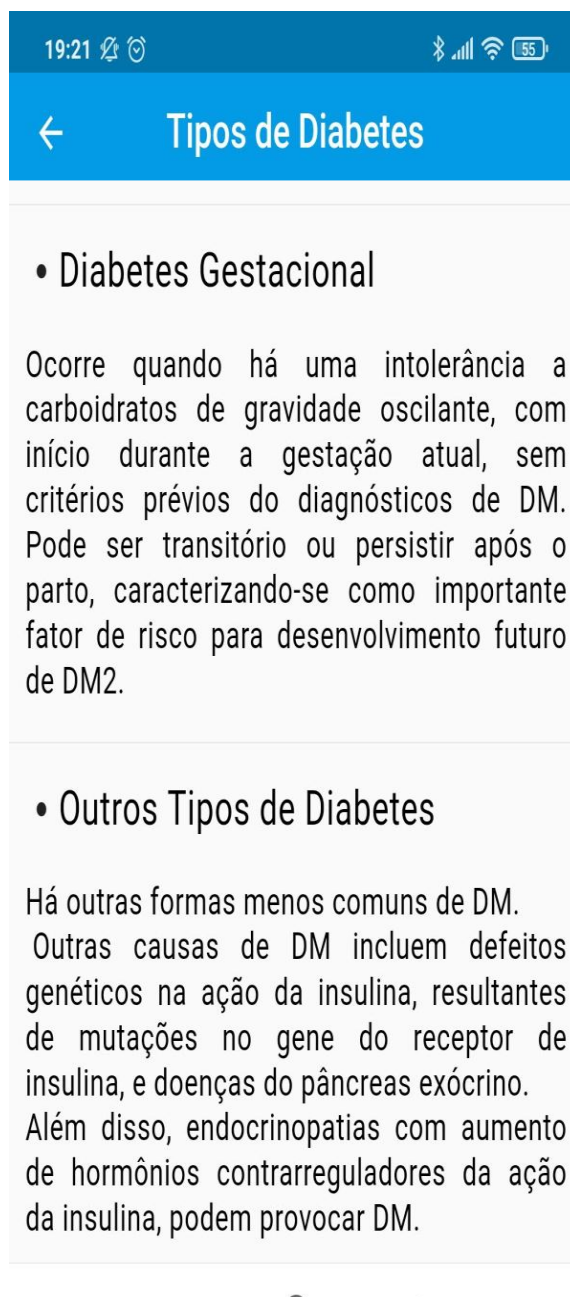 19:21
55
Tipos de Diabetes
• Diabetes Gestacional
Ocorre quando há uma intolerância a
carboidratos de gravidade oscilante, com
início durante a gestação atual, sem
critérios prévios do diagnósticos de DM.
Pode ser transitório ou persistir após o
parto, caracterizando-se como importante
fator de risco para desenvolvimento futuro
de DM2.
• Outros Tipos de Diabetes
Há outras formas menos comuns de DM.
Outras causas de DM incluem defeitos
genéticos na ação da insulina, resultantes
de mutações no gene do receptor de
insulina, e doenças do pâncreas exócrino.
Além disso, endocrinopatias com aumento
de hormônios contrarreguladores da ação
da insulina, podem provocar DM.